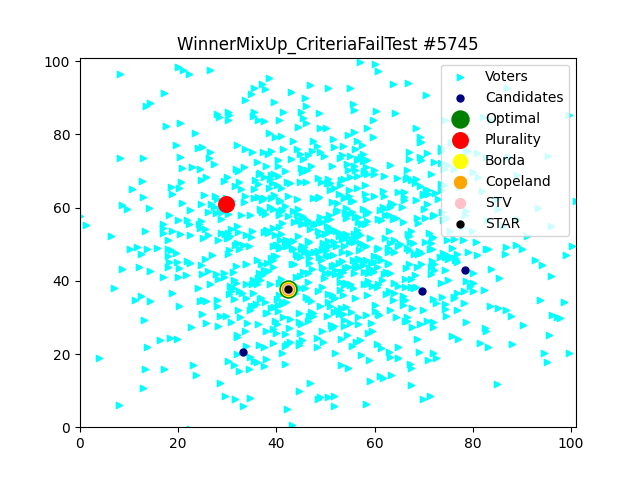 WinnerMixUp_CriteriaFailTest #5745
100
80
60
40
20
0
0 20 40 60 80 100
Voters
Candidates
Optimal
Plurality
Borda
Copeland
STV
STAR